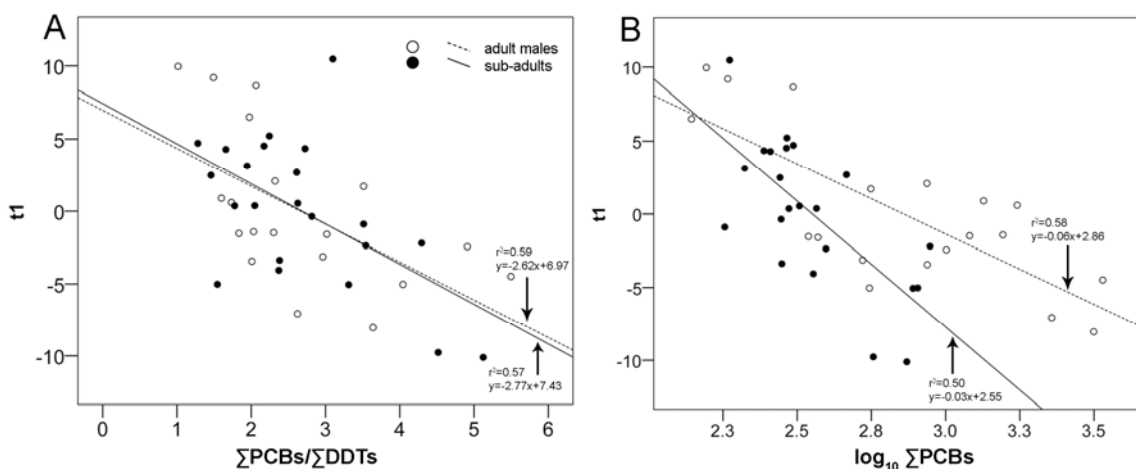 A
adult males
sub-adults
t1
10
5
0
-5
-10
r²=0.59
y=-2.62x+6.97
r²=0.57
y=-2.77x+7.43
0 1 2 3 4 5 6
∑PCBs/∑DDTs
B
t1
10
5
0
-5
-10
r²=0.58
y=-0.06x+2.86
r²=0.50
y=-0.03x+2.55
2.3 2.5 2.8 3.0 3.3 3.5
log₁₀ ∑PCBs